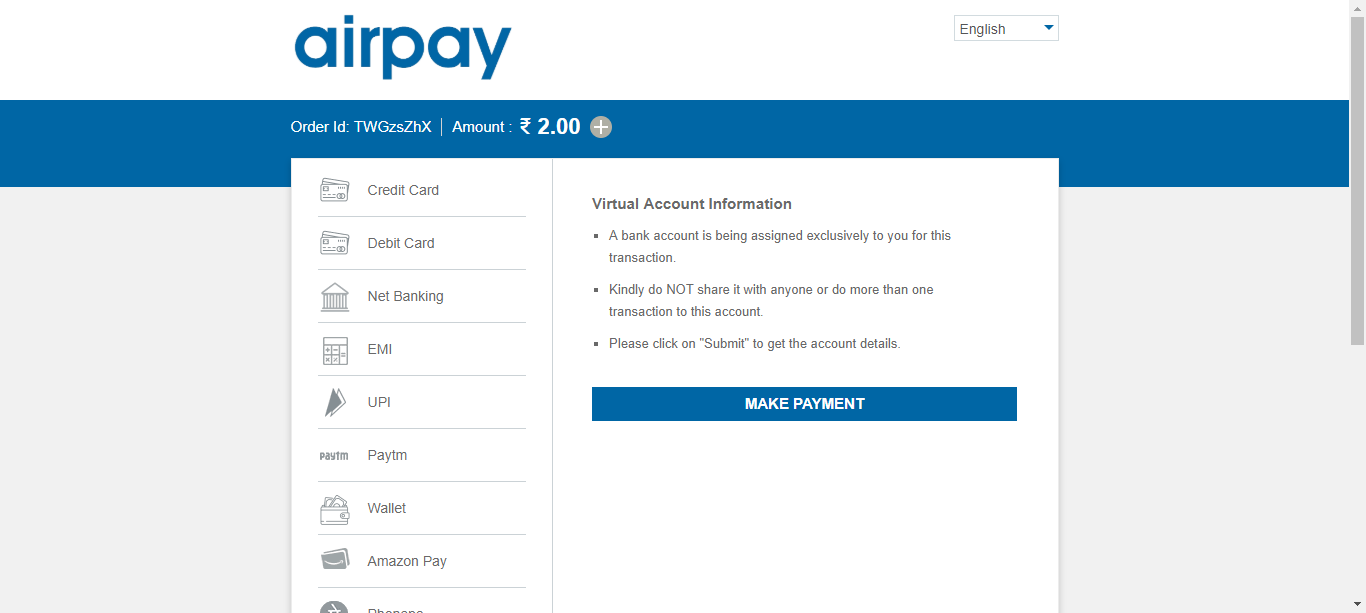 airpay
English
Order Id: TWGzsZhX | Amount : ₹ 2.00
Credit Card
Debit Card
Net Banking
EMI
UPI
paytm Paytm
Wallet
Amazon Pay
Phonepe
Virtual Account Information
A bank account is being assigned exclusively to you for this
transaction.
Kindly do NOT share it with anyone or do more than one
transaction to this account.
Please click on "Submit" to get the account details.
MAKE PAYMENT